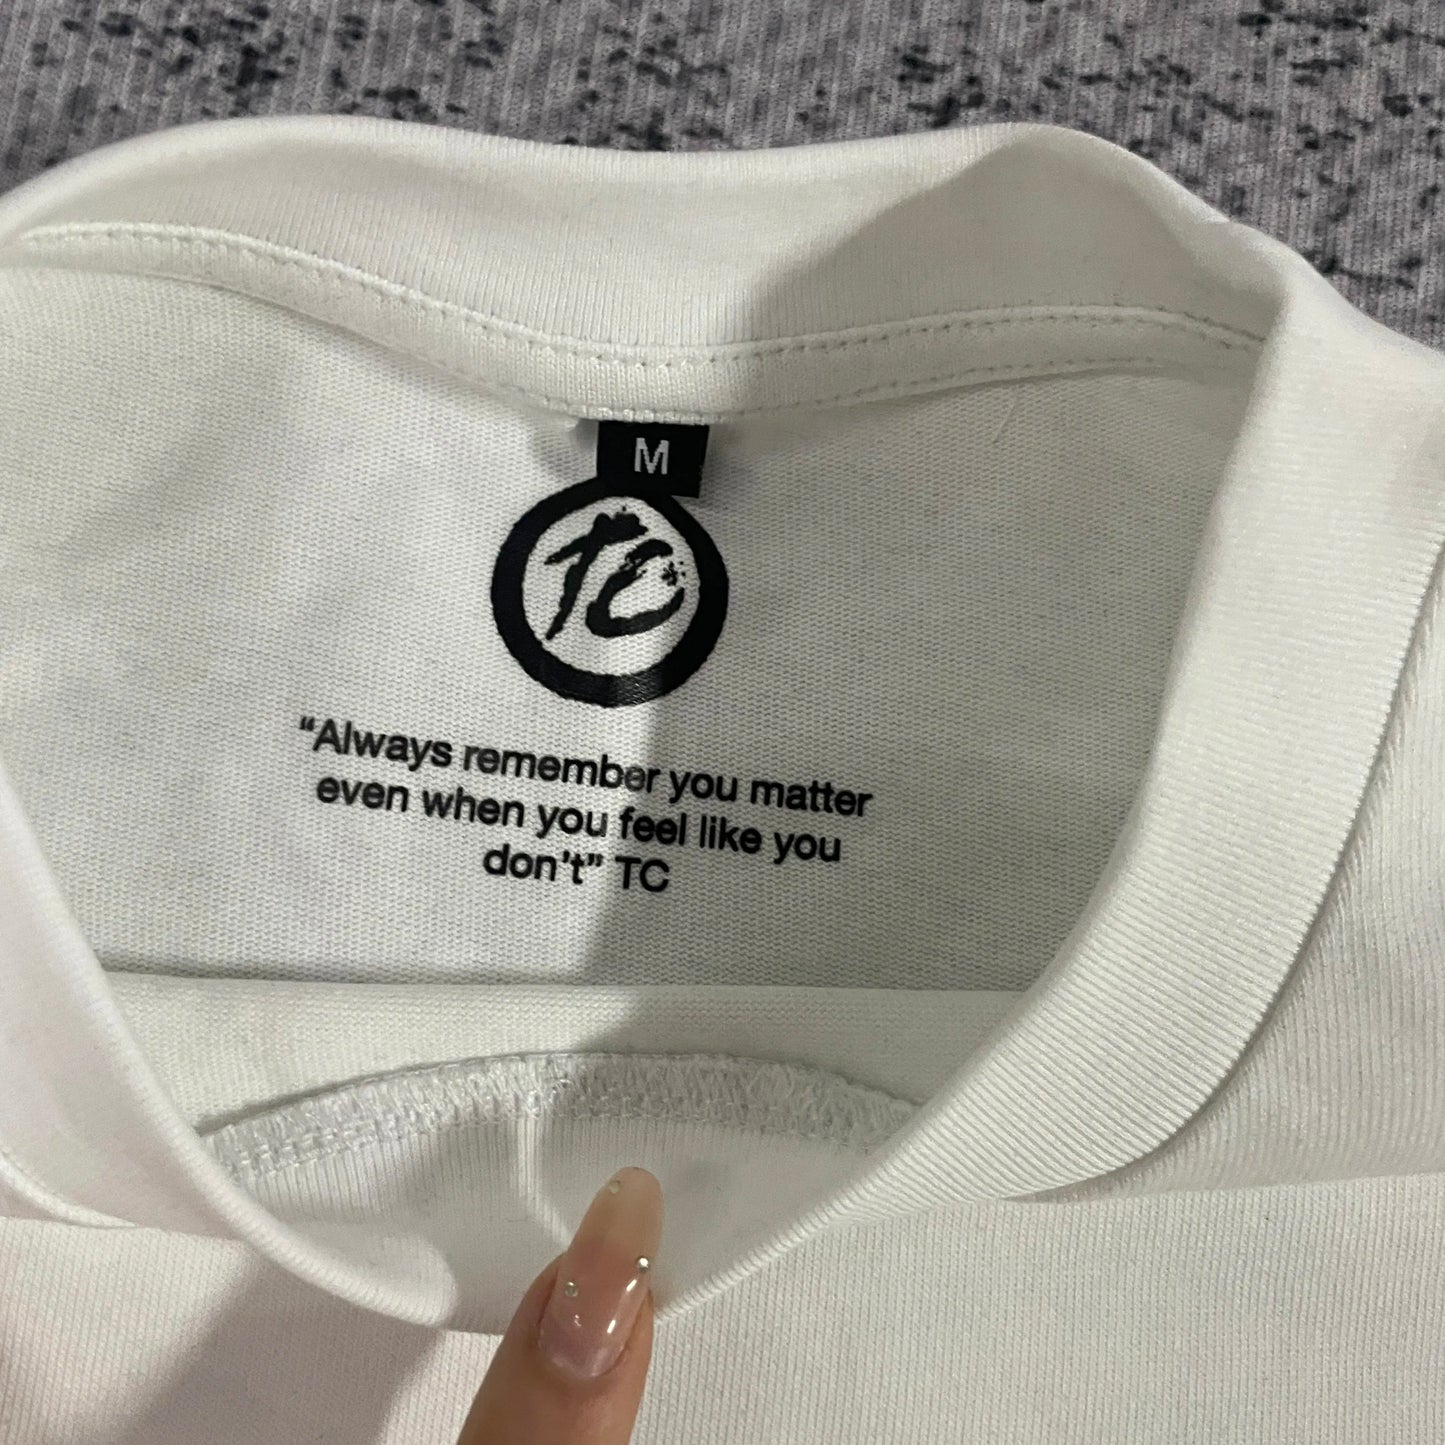 M
TC
“Always remember you matter
even when you feel like you
don't” TC